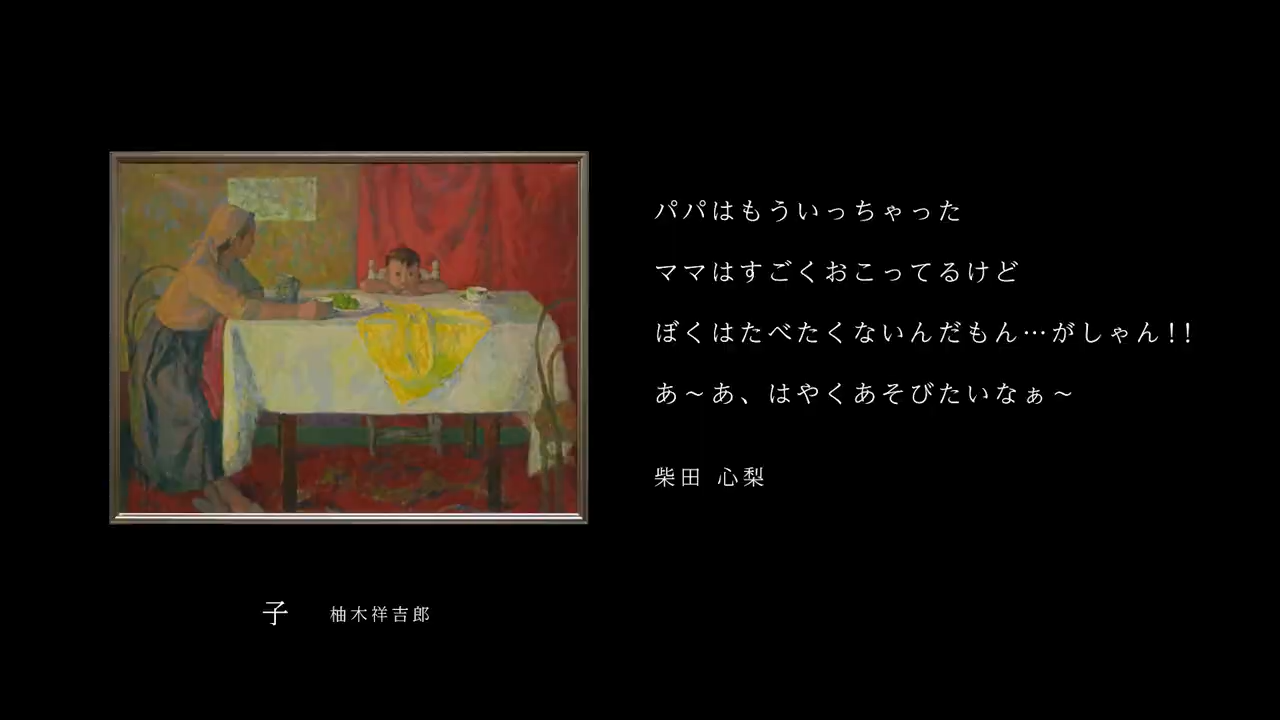 パパはもういっちゃった
ママはすごくおこってるけど
ぼくはたべたくないんだもん…がしゃん!!
あ～あ、はやくあそびたいなぁ～
柴田 心梨
子 柚木祥吉郎